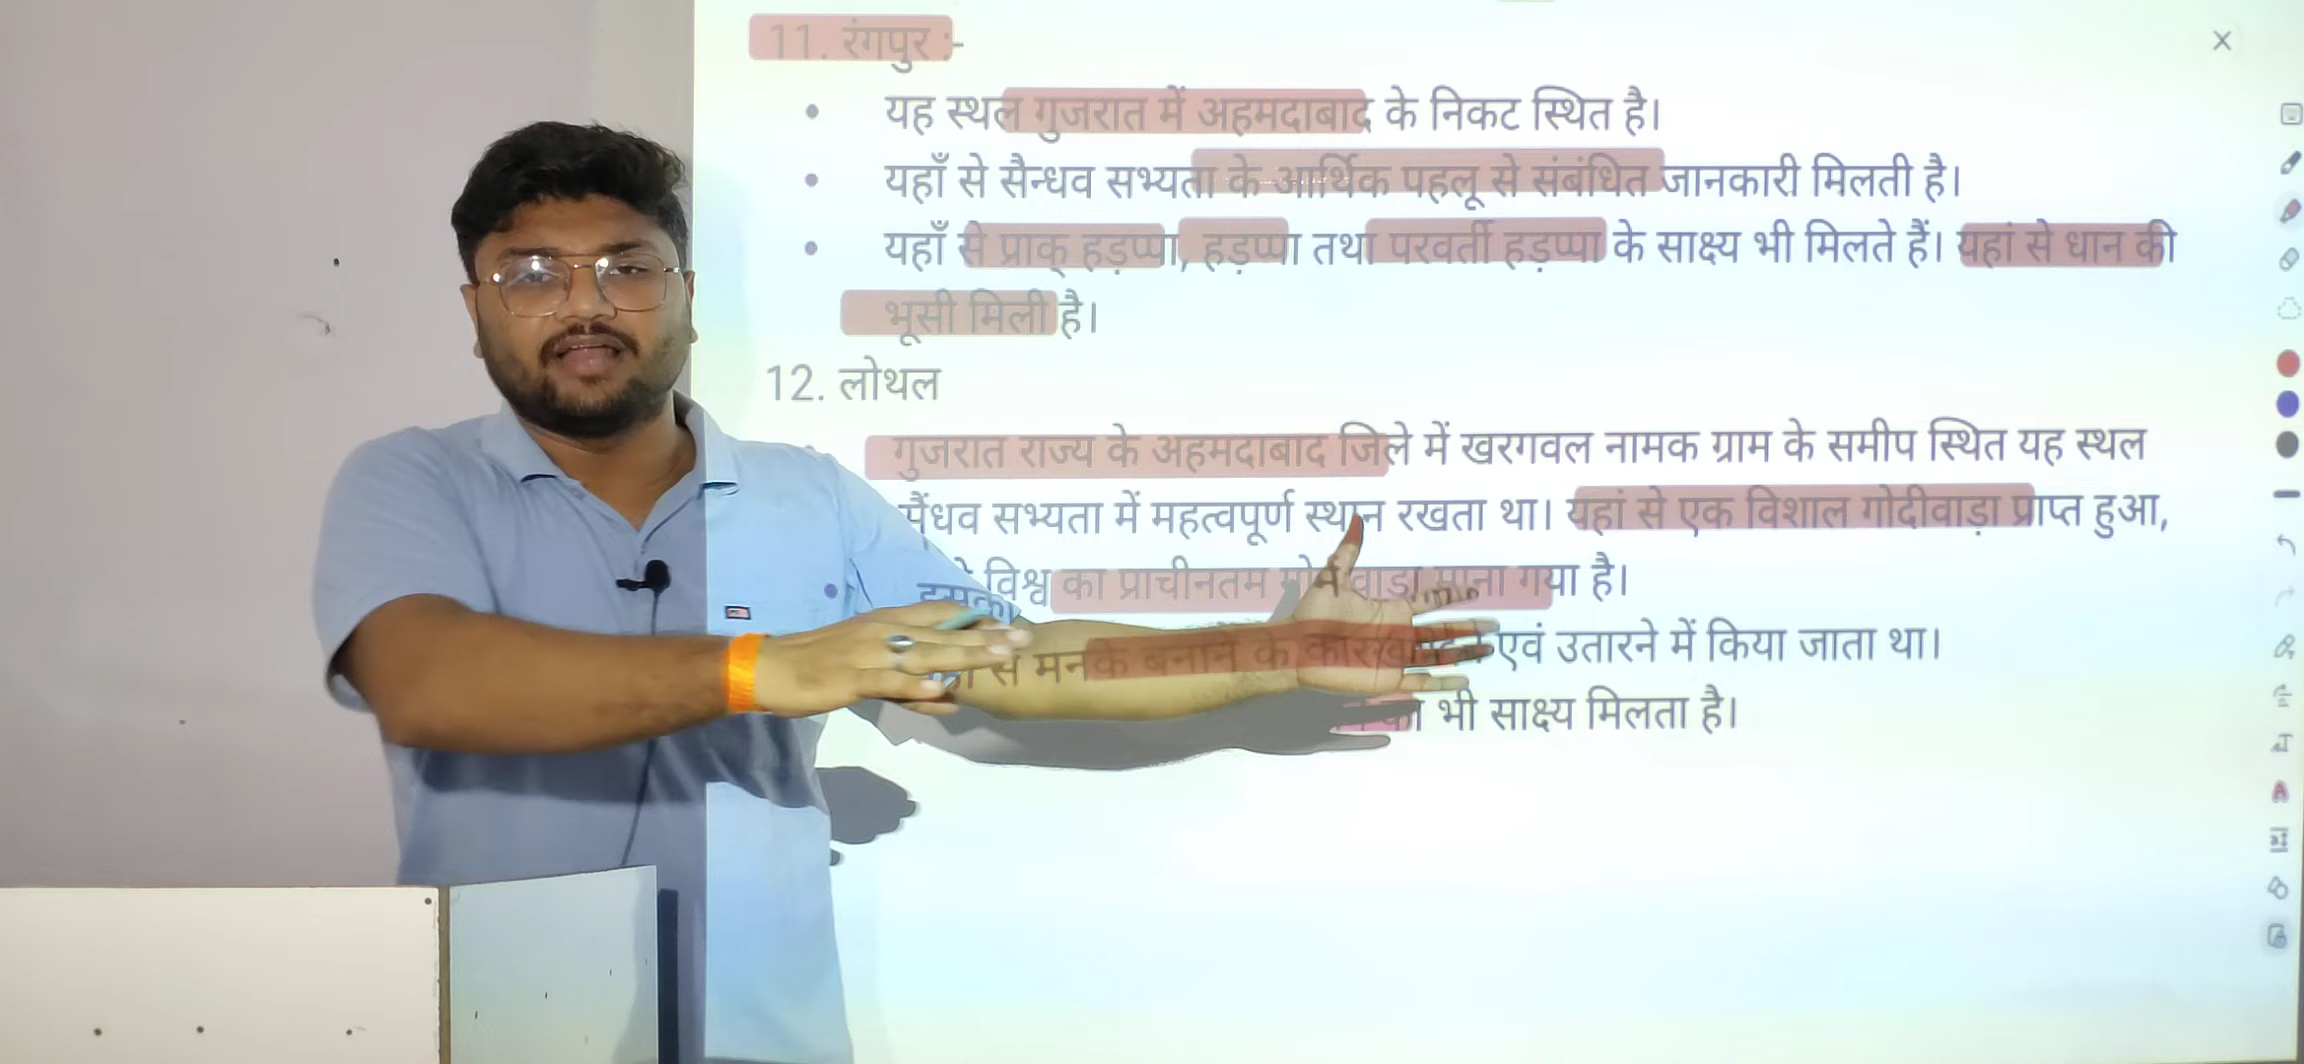 11. रंगपुर :-
• यह स्थल गुजरात में अहमदाबाद के निकट स्थित है।
• यहाँ से सैन्धव सभ्यता के आर्थिक पहलू से संबंधित जानकारी मिलती है।
• यहाँ से प्राक् हड़प्पा, हड़प्पा तथा परवर्ती हड़प्पा के साक्ष्य भी मिलते हैं। यहां से धान की
भूसी मिली है।
12. लोथल
गुजरात राज्य के अहमदाबाद जिले में खरगवल नामक ग्राम के समीप स्थित यह स्थल
सैंधव सभ्यता में महत्वपूर्ण स्थान रखता था। यहां से एक विशाल गोदीवाड़ा प्राप्त हुआ,
विश्व का प्राचीनतम माना गया है।
• से मनके बनाने के एवं उतारने में किया जाता था।
का भी साक्ष्य मिलता है।